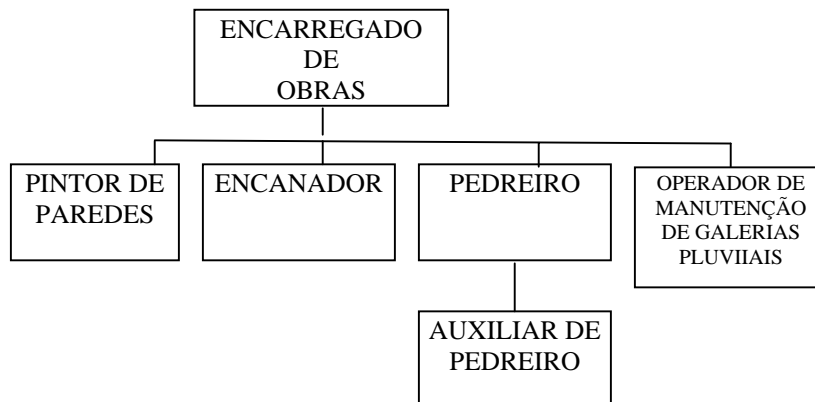 ENCARREGADO
DE
OBRAS
PINTOR DE
PAREDES
ENCANADOR
PEDREIRO
OPERADOR DE
MANUTENÇÃO
DE GALERIAS
PLUVIIAIS
AUXILIAR DE
PEDREIRO